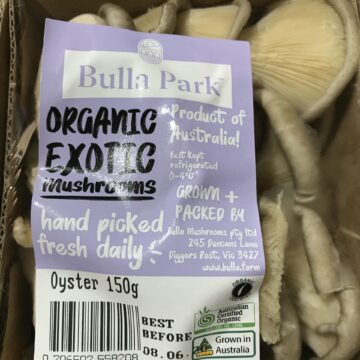 Bulla Park
ORGANIC
EXOTIC
mushrooms
Product of
Australia!
Best Kept
refrigerated
0-4°C
GROWN +
PACKED BY
Bulla Mushrooms pty ltd
245 Duncans Lane
Diggers Rest, Vic 3427
www.bulla.farm
hand picked
fresh daily
Oyster 150g
BEST
BEFORE
08.06
Australian
Certified
Organic
Grown in
Australia